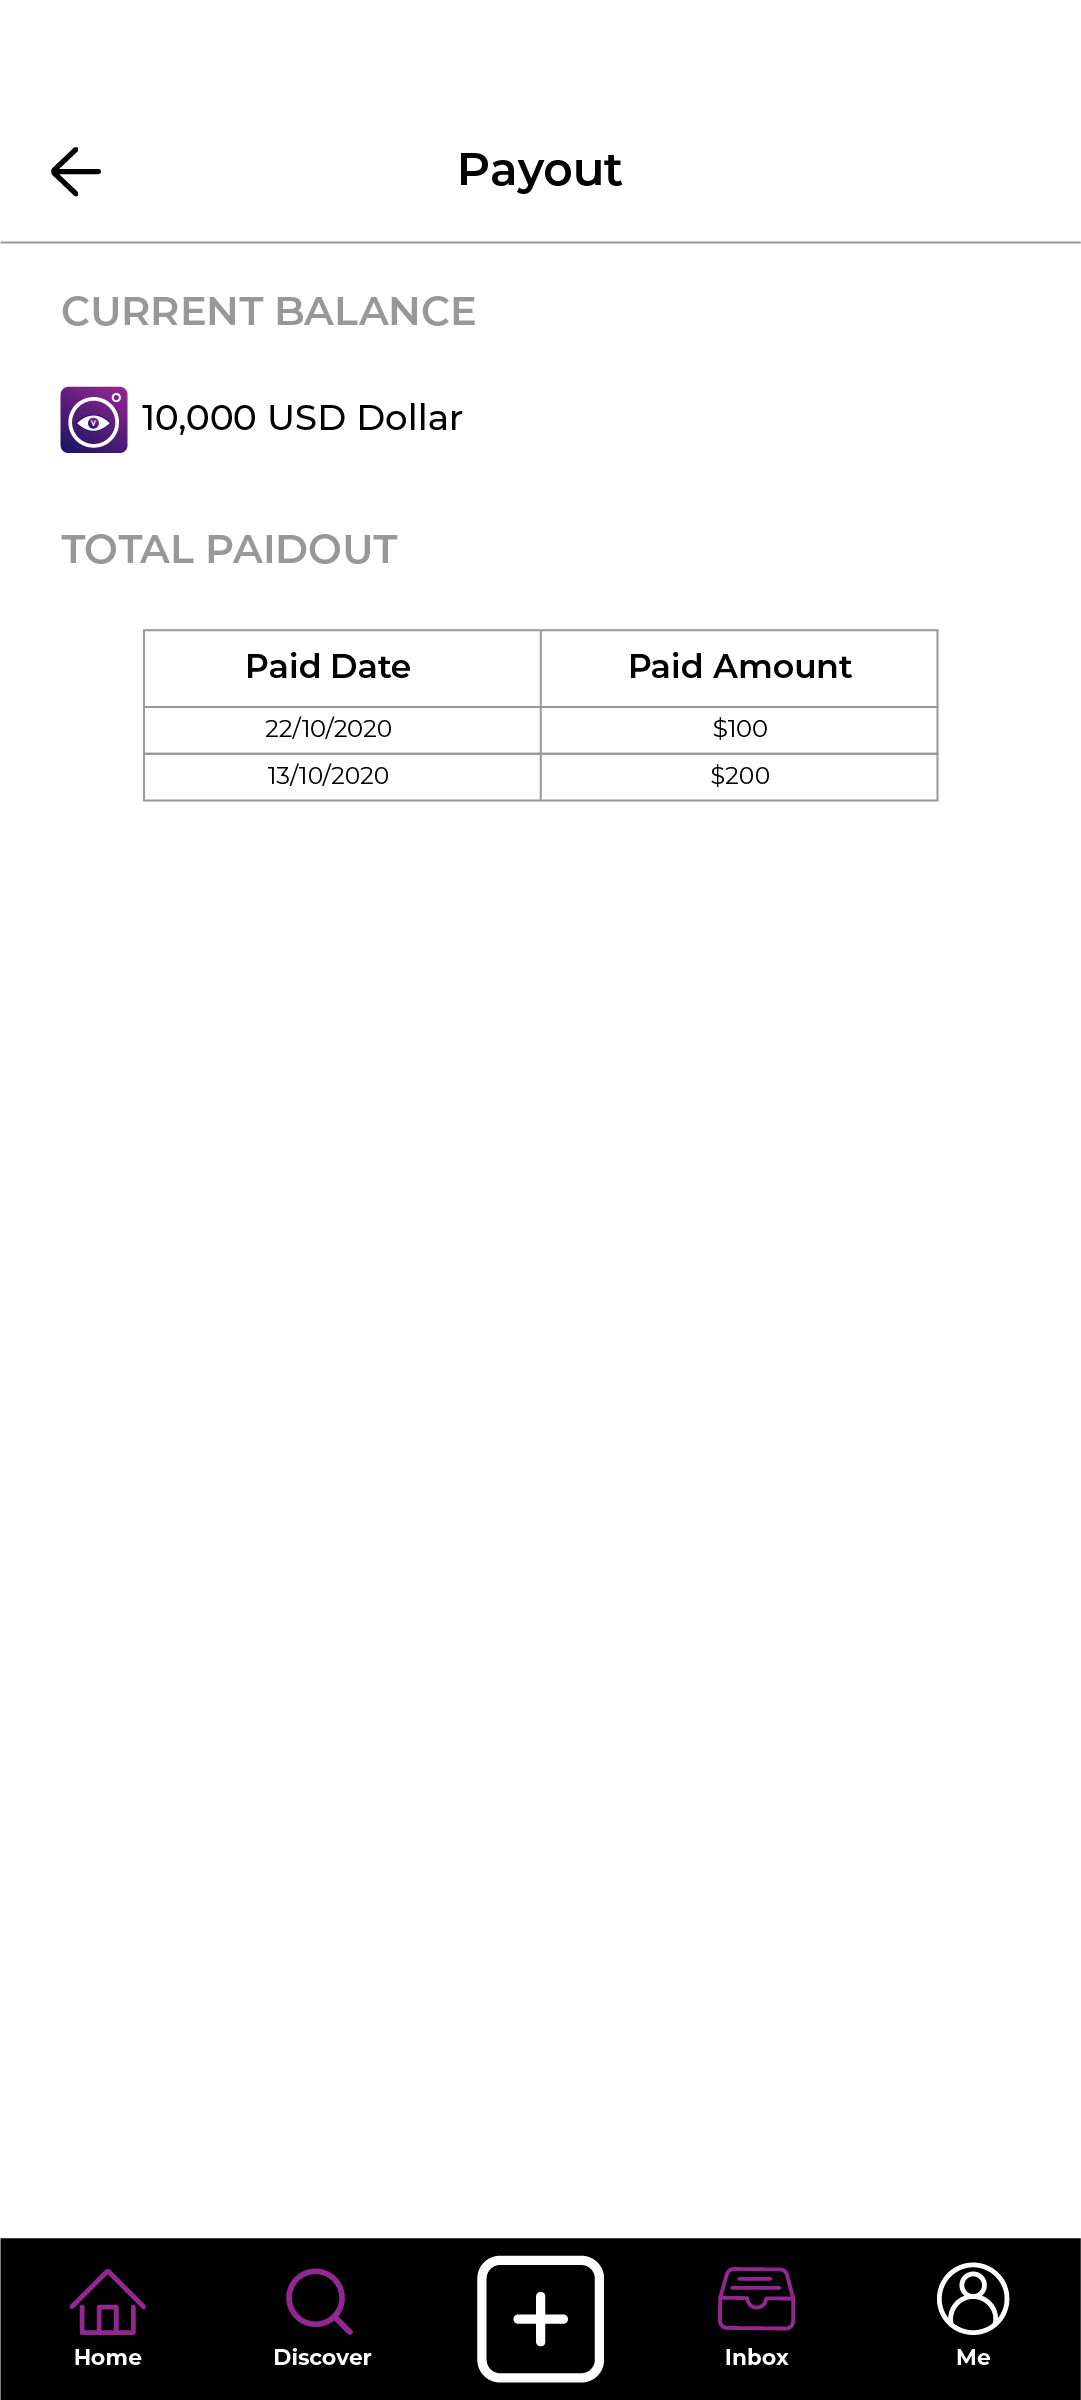 Payout
CURRENT BALANCE
10,000 USD Dollar
TOTAL PAIDOUT
Paid Date Paid Amount
22/10/2020 $100
13/10/2020 $200
Home Discover Inbox Me